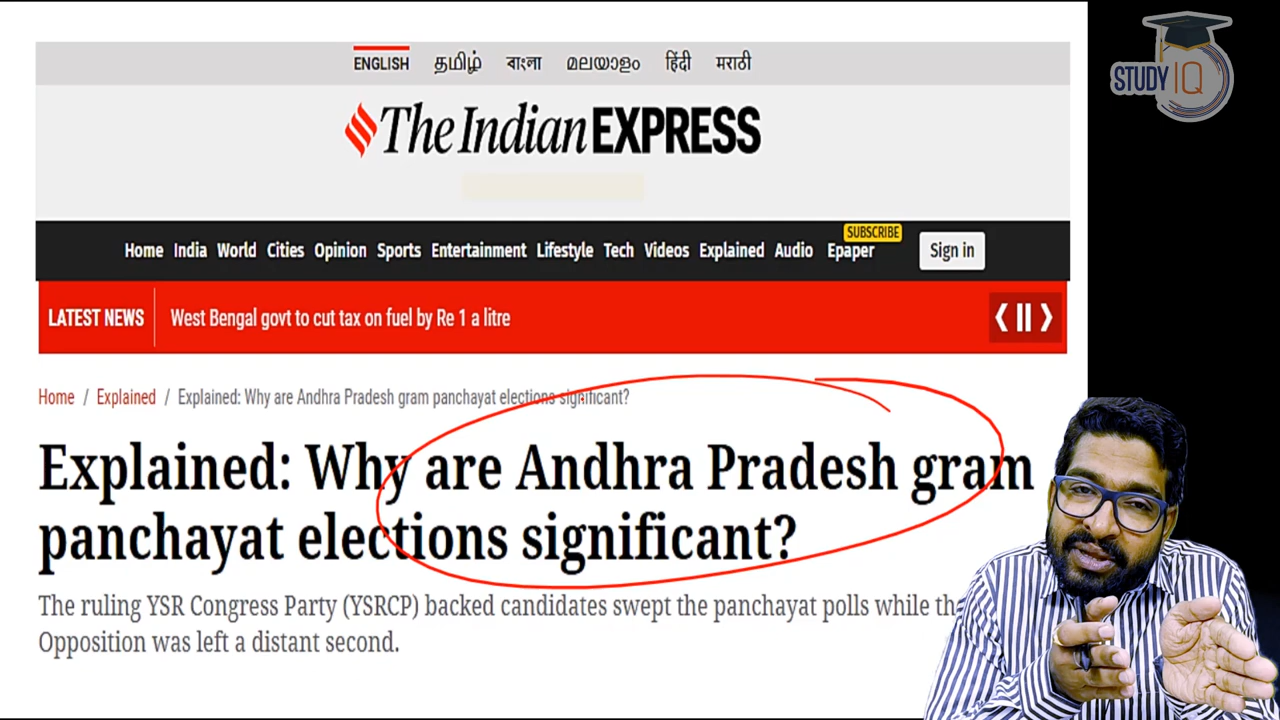 STUDY IQ
ENGLISH தமிழ் বাংলা മലയാളം हिंदी मराठी
The Indian EXPRESS
SUBSCRIBE
Home India World Cities Opinion Sports Entertainment Lifestyle Tech Videos Explained Audio Epaper Sign in
LATEST NEWS West Bengal govt to cut tax on fuel by Re 1 a litre
Home / Explained / Explained: Why are Andhra Pradesh gram panchayat elections significant?
Explained: Why are Andhra Pradesh gram
panchayat elections significant?
The ruling YSR Congress Party (YSRCP) backed candidates swept the panchayat polls while
Opposition was left a distant second.